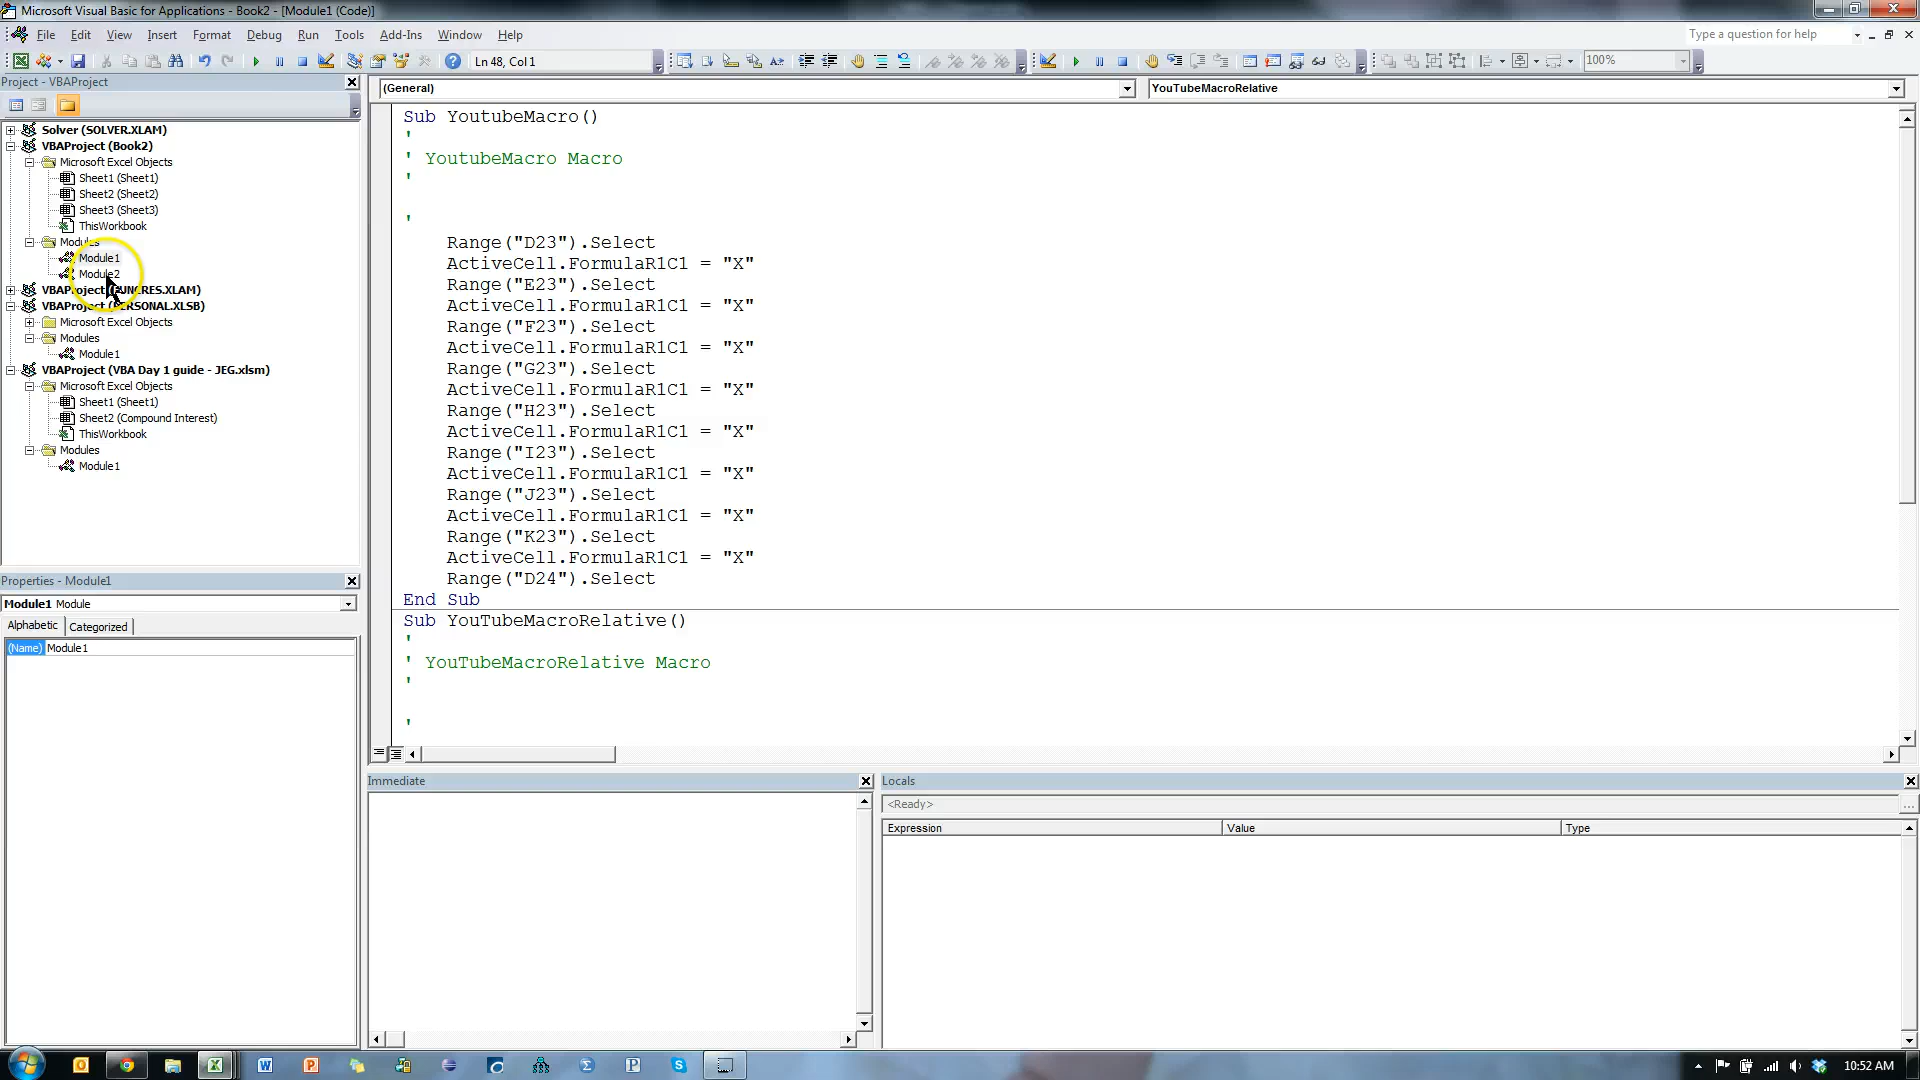 Microsoft Visual Basic for Applications - Book2 - [Module1 (Code)]
File Edit View Insert Format Debug Run Tools Add-Ins Window Help
Type a question for help
Ln 48, Col 1
100%
Project - VBAProject
Solver (SOLVER.XLAM)
VBAProject (Book2)
Microsoft Excel Objects
Sheet1 (Sheet1)
Sheet2 (Sheet2)
Sheet3 (Sheet3)
ThisWorkbook
Modules
Module1
Module2
VBAProject (FUNCRES.XLAM)
VBAProject (PERSONAL.XLSB)
Microsoft Excel Objects
Modules
Module1
VBAProject (VBA Day 1 guide - JEG.xlsm)
Microsoft Excel Objects
Sheet1 (Sheet1)
Sheet2 (Compound Interest)
ThisWorkbook
Modules
Module1
Properties - Module1
Module1 Module
Alphabetic Categorized
(Name) Module1
(General)
YouTubeMacroRelative
Sub YoutubeMacro()
'
' YoutubeMacro Macro
'
'
Range("D23").Select
ActiveCell.FormulaR1C1 = "X"
Range("E23").Select
ActiveCell.FormulaR1C1 = "X"
Range("F23").Select
ActiveCell.FormulaR1C1 = "X"
Range("G23").Select
ActiveCell.FormulaR1C1 = "X"
Range("H23").Select
ActiveCell.FormulaR1C1 = "X"
Range("I23").Select
ActiveCell.FormulaR1C1 = "X"
Range("J23").Select
ActiveCell.FormulaR1C1 = "X"
Range("K23").Select
ActiveCell.FormulaR1C1 = "X"
Range("D24").Select
End Sub
Sub YouTubeMacroRelative()
'
' YouTubeMacroRelative Macro
'
'
Immediate
Locals
<Ready>
Expression Value Type
10:52 AM